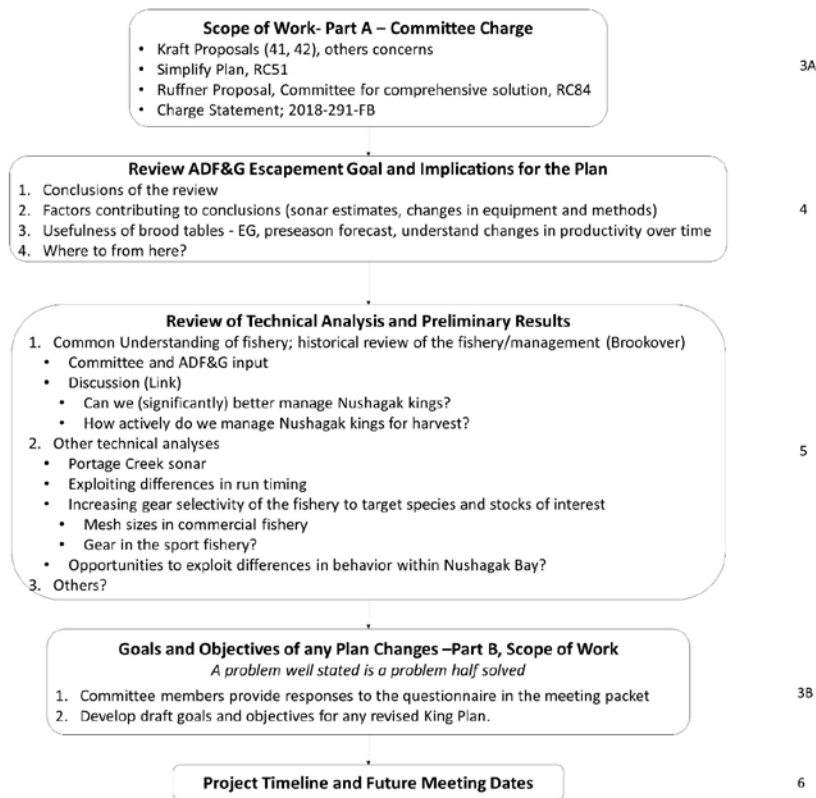 Scope of Work- Part A – Committee Charge
• Kraft Proposals (41, 42), others concerns
• Simplify Plan, RC51
• Ruffner Proposal, Committee for comprehensive solution, RC84
• Charge Statement; 2018-291-FB
3A
Review ADF&G Escapement Goal and Implications for the Plan
1. Conclusions of the review
2. Factors contributing to conclusions (sonar estimates, changes in equipment and methods)
3. Usefulness of brood tables - EG, preseason forecast, understand changes in productivity over time
4. Where to from here?
4
Review of Technical Analysis and Preliminary Results
1. Common Understanding of fishery; historical review of the fishery/management (Brookover)
• Committee and ADF&G input
• Discussion (Link)
• Can we (significantly) better manage Nushagak kings?
• How actively do we manage Nushagak kings for harvest?
2. Other technical analyses
• Portage Creek sonar
• Exploiting differences in run timing
• Increasing gear selectivity of the fishery to target species and stocks of interest
• Mesh sizes in commercial fishery
• Gear in the sport fishery?
• Opportunities to exploit differences in behavior within Nushagak Bay?
3. Others?
5
Goals and Objectives of any Plan Changes –Part B, Scope of Work
A problem well stated is a problem half solved
1. Committee members provide responses to the questionnaire in the meeting packet
2. Develop draft goals and objectives for any revised King Plan.
3B
Project Timeline and Future Meeting Dates
6